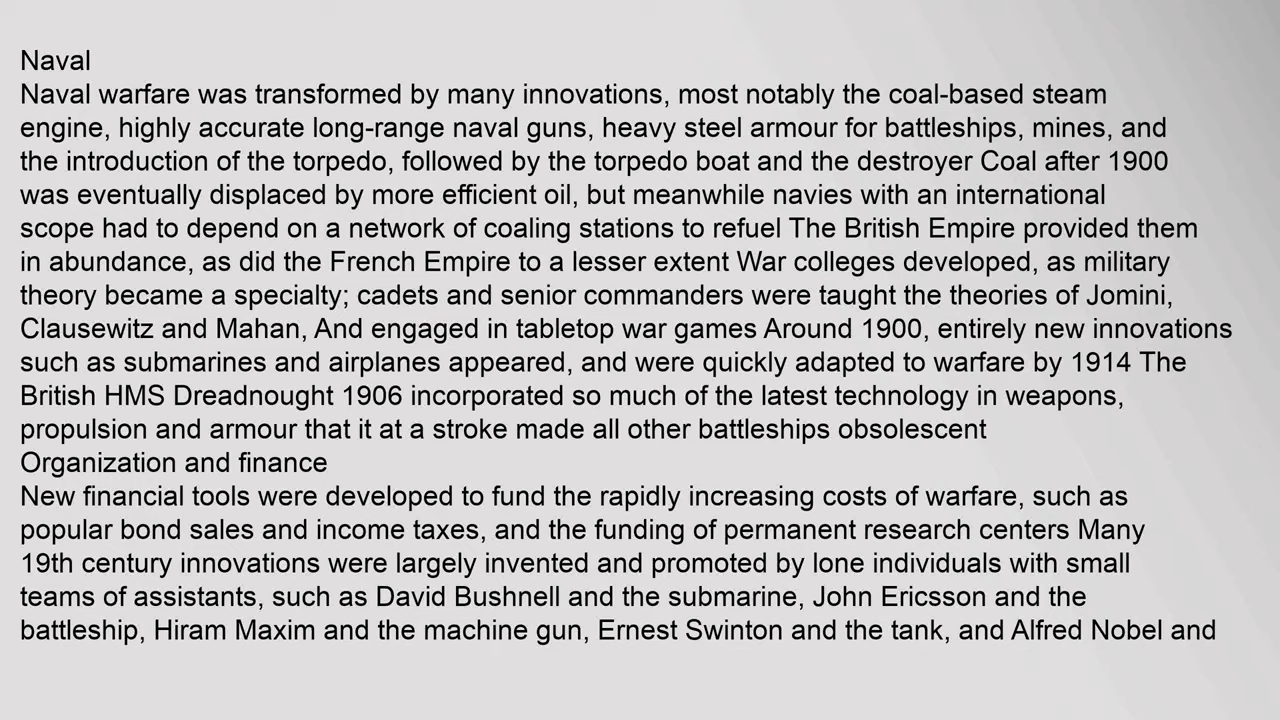 Naval
Naval warfare was transformed by many innovations, most notably the coal-based steam
engine, highly accurate long-range naval guns, heavy steel armour for battleships, mines, and
the introduction of the torpedo, followed by the torpedo boat and the destroyer Coal after 1900
was eventually displaced by more efficient oil, but meanwhile navies with an international
scope had to depend on a network of coaling stations to refuel The British Empire provided them
in abundance, as did the French Empire to a lesser extent War colleges developed, as military
theory became a specialty; cadets and senior commanders were taught the theories of Jomini,
Clausewitz and Mahan, And engaged in tabletop war games Around 1900, entirely new innovations
such as submarines and airplanes appeared, and were quickly adapted to warfare by 1914 The
British HMS Dreadnought 1906 incorporated so much of the latest technology in weapons,
propulsion and armour that it at a stroke made all other battleships obsolescent
Organization and finance
New financial tools were developed to fund the rapidly increasing costs of warfare, such as
popular bond sales and income taxes, and the funding of permanent research centers Many
19th century innovations were largely invented and promoted by lone individuals with small
teams of assistants, such as David Bushnell and the submarine, John Ericsson and the
battleship, Hiram Maxim and the machine gun, Ernest Swinton and the tank, and Alfred Nobel and